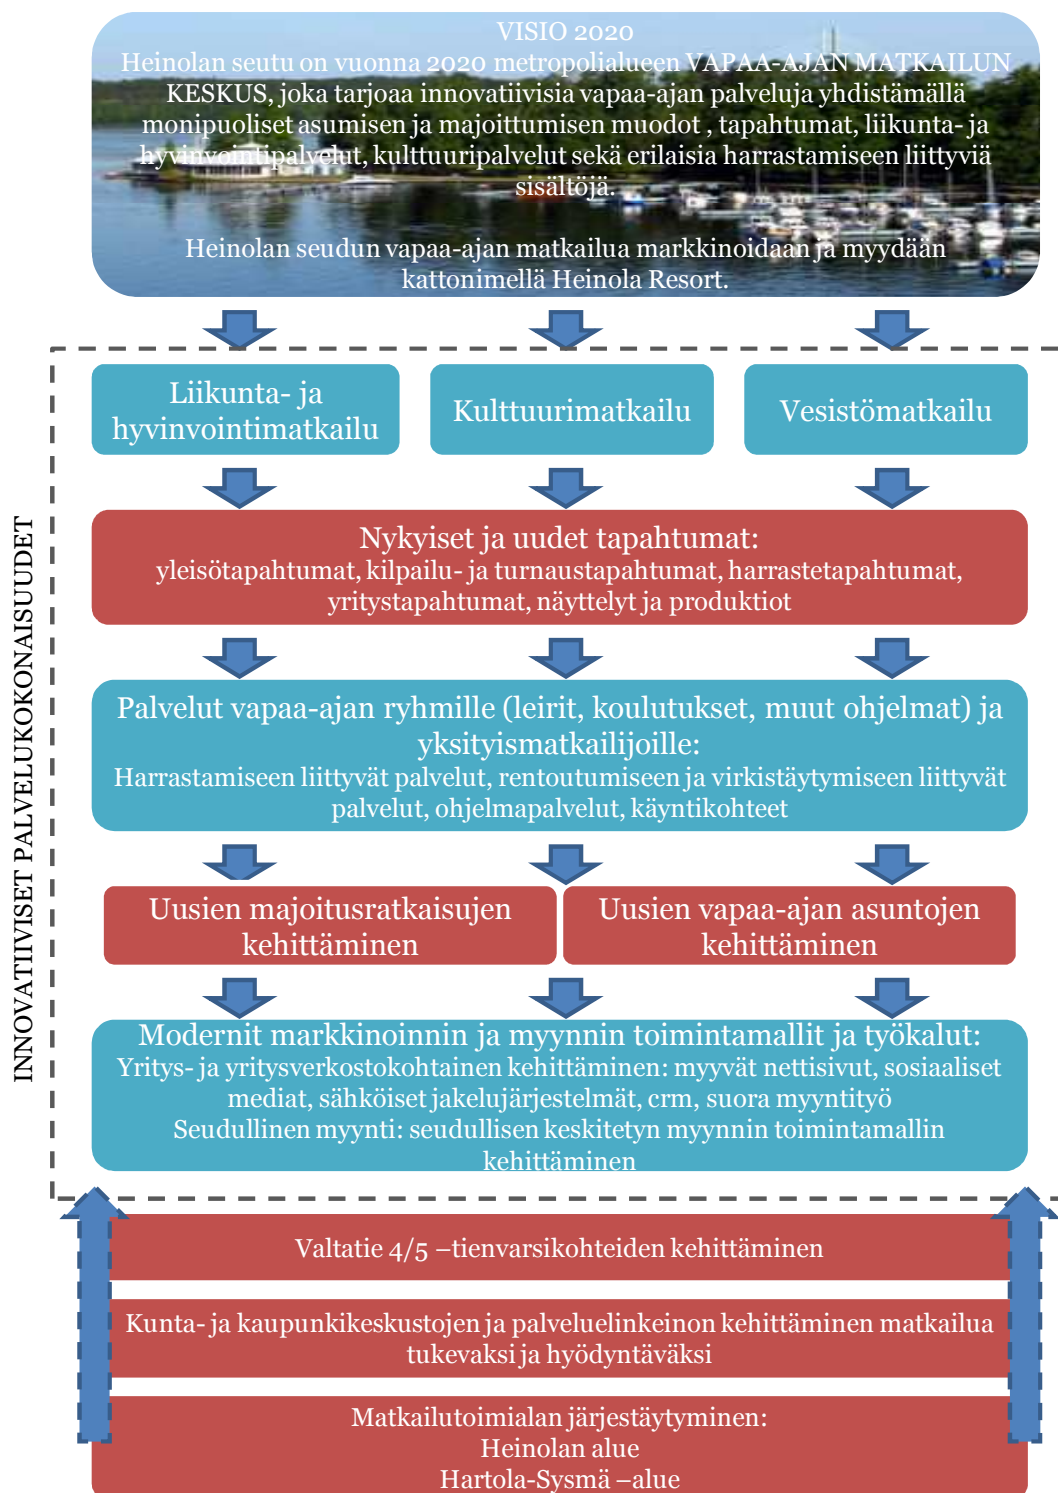 VISIO 2020
Heinolan seutu on vuonna 2020 metropolialueen VAPAA-AJAN MATKAILUN
KESKUS, joka tarjoaa innovatiivisia vapaa-ajan palveluja yhdistämällä
monipuoliset asumisen ja majoittumisen muodot , tapahtumat, liikunta- ja
hyvinvointipalvelut, kulttuuripalvelut sekä erilaisia harrastamiseen liittyviä
sisältöjä.
Heinolan seudun vapaa-ajan matkailua markkinoidaan ja myydään
kattonimellä Heinola Resort.
INNOVATIIVISET PALVELUKOKONAISUUDET
Liikunta- ja
hyvinvointimatkailu
Kulttuurimatkailu
Vesistömatkailu
Nykyiset ja uudet tapahtumat:
yleisötapahtumat, kilpailu- ja turnaustapahtumat, harrastetapahtumat,
yritystapahtumat, näyttelyt ja produktiot
Palvelut vapaa-ajan ryhmille (leirit, koulutukset, muut ohjelmat) ja
yksityismatkailijoille:
Harrastamiseen liittyvät palvelut, rentoutumiseen ja virkistäytymiseen liittyvät
palvelut, ohjelmapalvelut, käyntikohteet
Uusien majoitusratkaisujen
kehittäminen
Uusien vapaa-ajan asuntojen
kehittäminen
Modernit markkinoinnin ja myynnin toimintamallit ja työkalut:
Yritys- ja yritysverkostokohtainen kehittäminen: myyvät nettisivut, sosiaaliset
mediat, sähköiset jakelujärjestelmät, crm, suora myyntityö
Seudullinen myynti: seudullisen keskitetyn myynnin toimintamallin
kehittäminen
Valtatie 4/5 –tienvarsikohteiden kehittäminen
Kunta- ja kaupunkikeskustojen ja palveluelinkeinon kehittäminen matkailua
tukevaksi ja hyödyntäväksi
Matkailutoimialan järjestäytyminen:
Heinolan alue
Hartola-Sysmä –alue